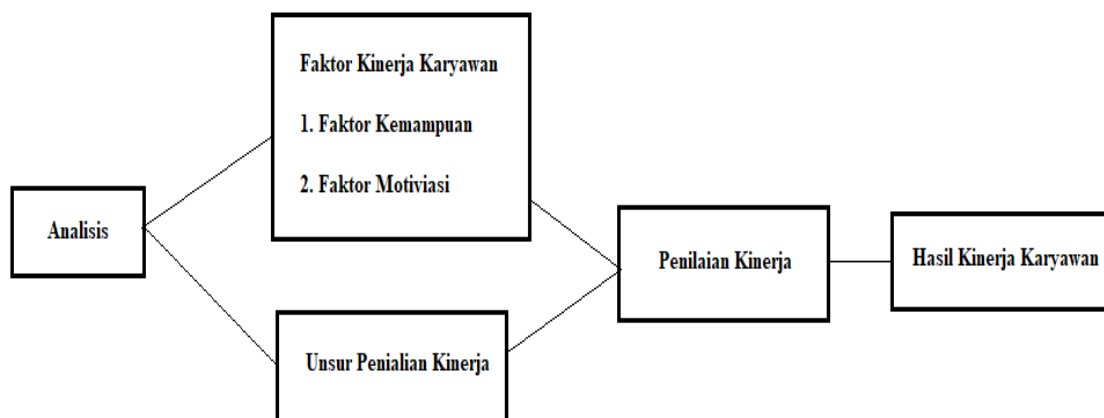 Faktor Kinerja Karyawan
1. Faktor Kemampuan
2. Faktor Motiviasi
Analisis
Penilaian Kinerja
Hasil Kinerja Karyawan
Unsur Penialian Kinerja